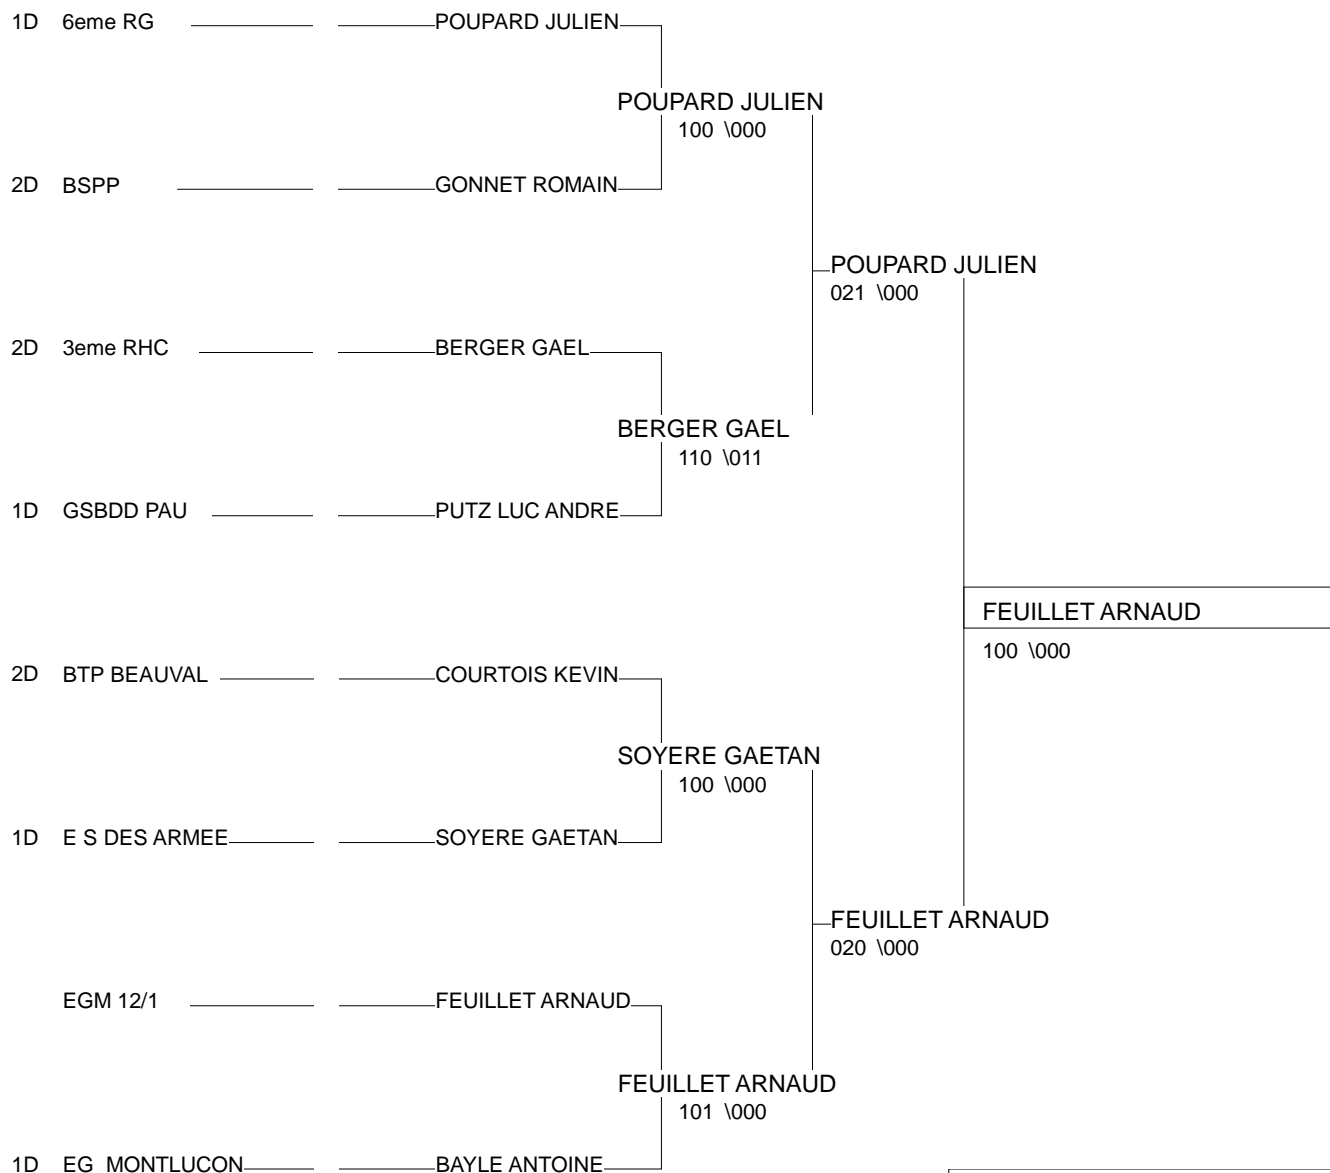 1D 6eme RG POUPARD JULIEN
POUPARD JULIEN
100 \000
2D BSPP GONNET ROMAIN
POUPARD JULIEN
021 \000
2D 3eme RHC BERGER GAEL
BERGER GAEL
110 \011
1D GSBDD PAU PUTZ LUC ANDRE
FEUILLET ARNAUD
100 \000
2D BTP BEAUVAL COURTOIS KEVIN
SOYERE GAETAN
100 \000
1D E S DES ARMEE SOYERE GAETAN
FEUILLET ARNAUD
020 \000
EGM 12/1 FEUILLET ARNAUD
FEUILLET ARNAUD
101 \000
1D EG MONTLUCON BAYLE ANTOINE